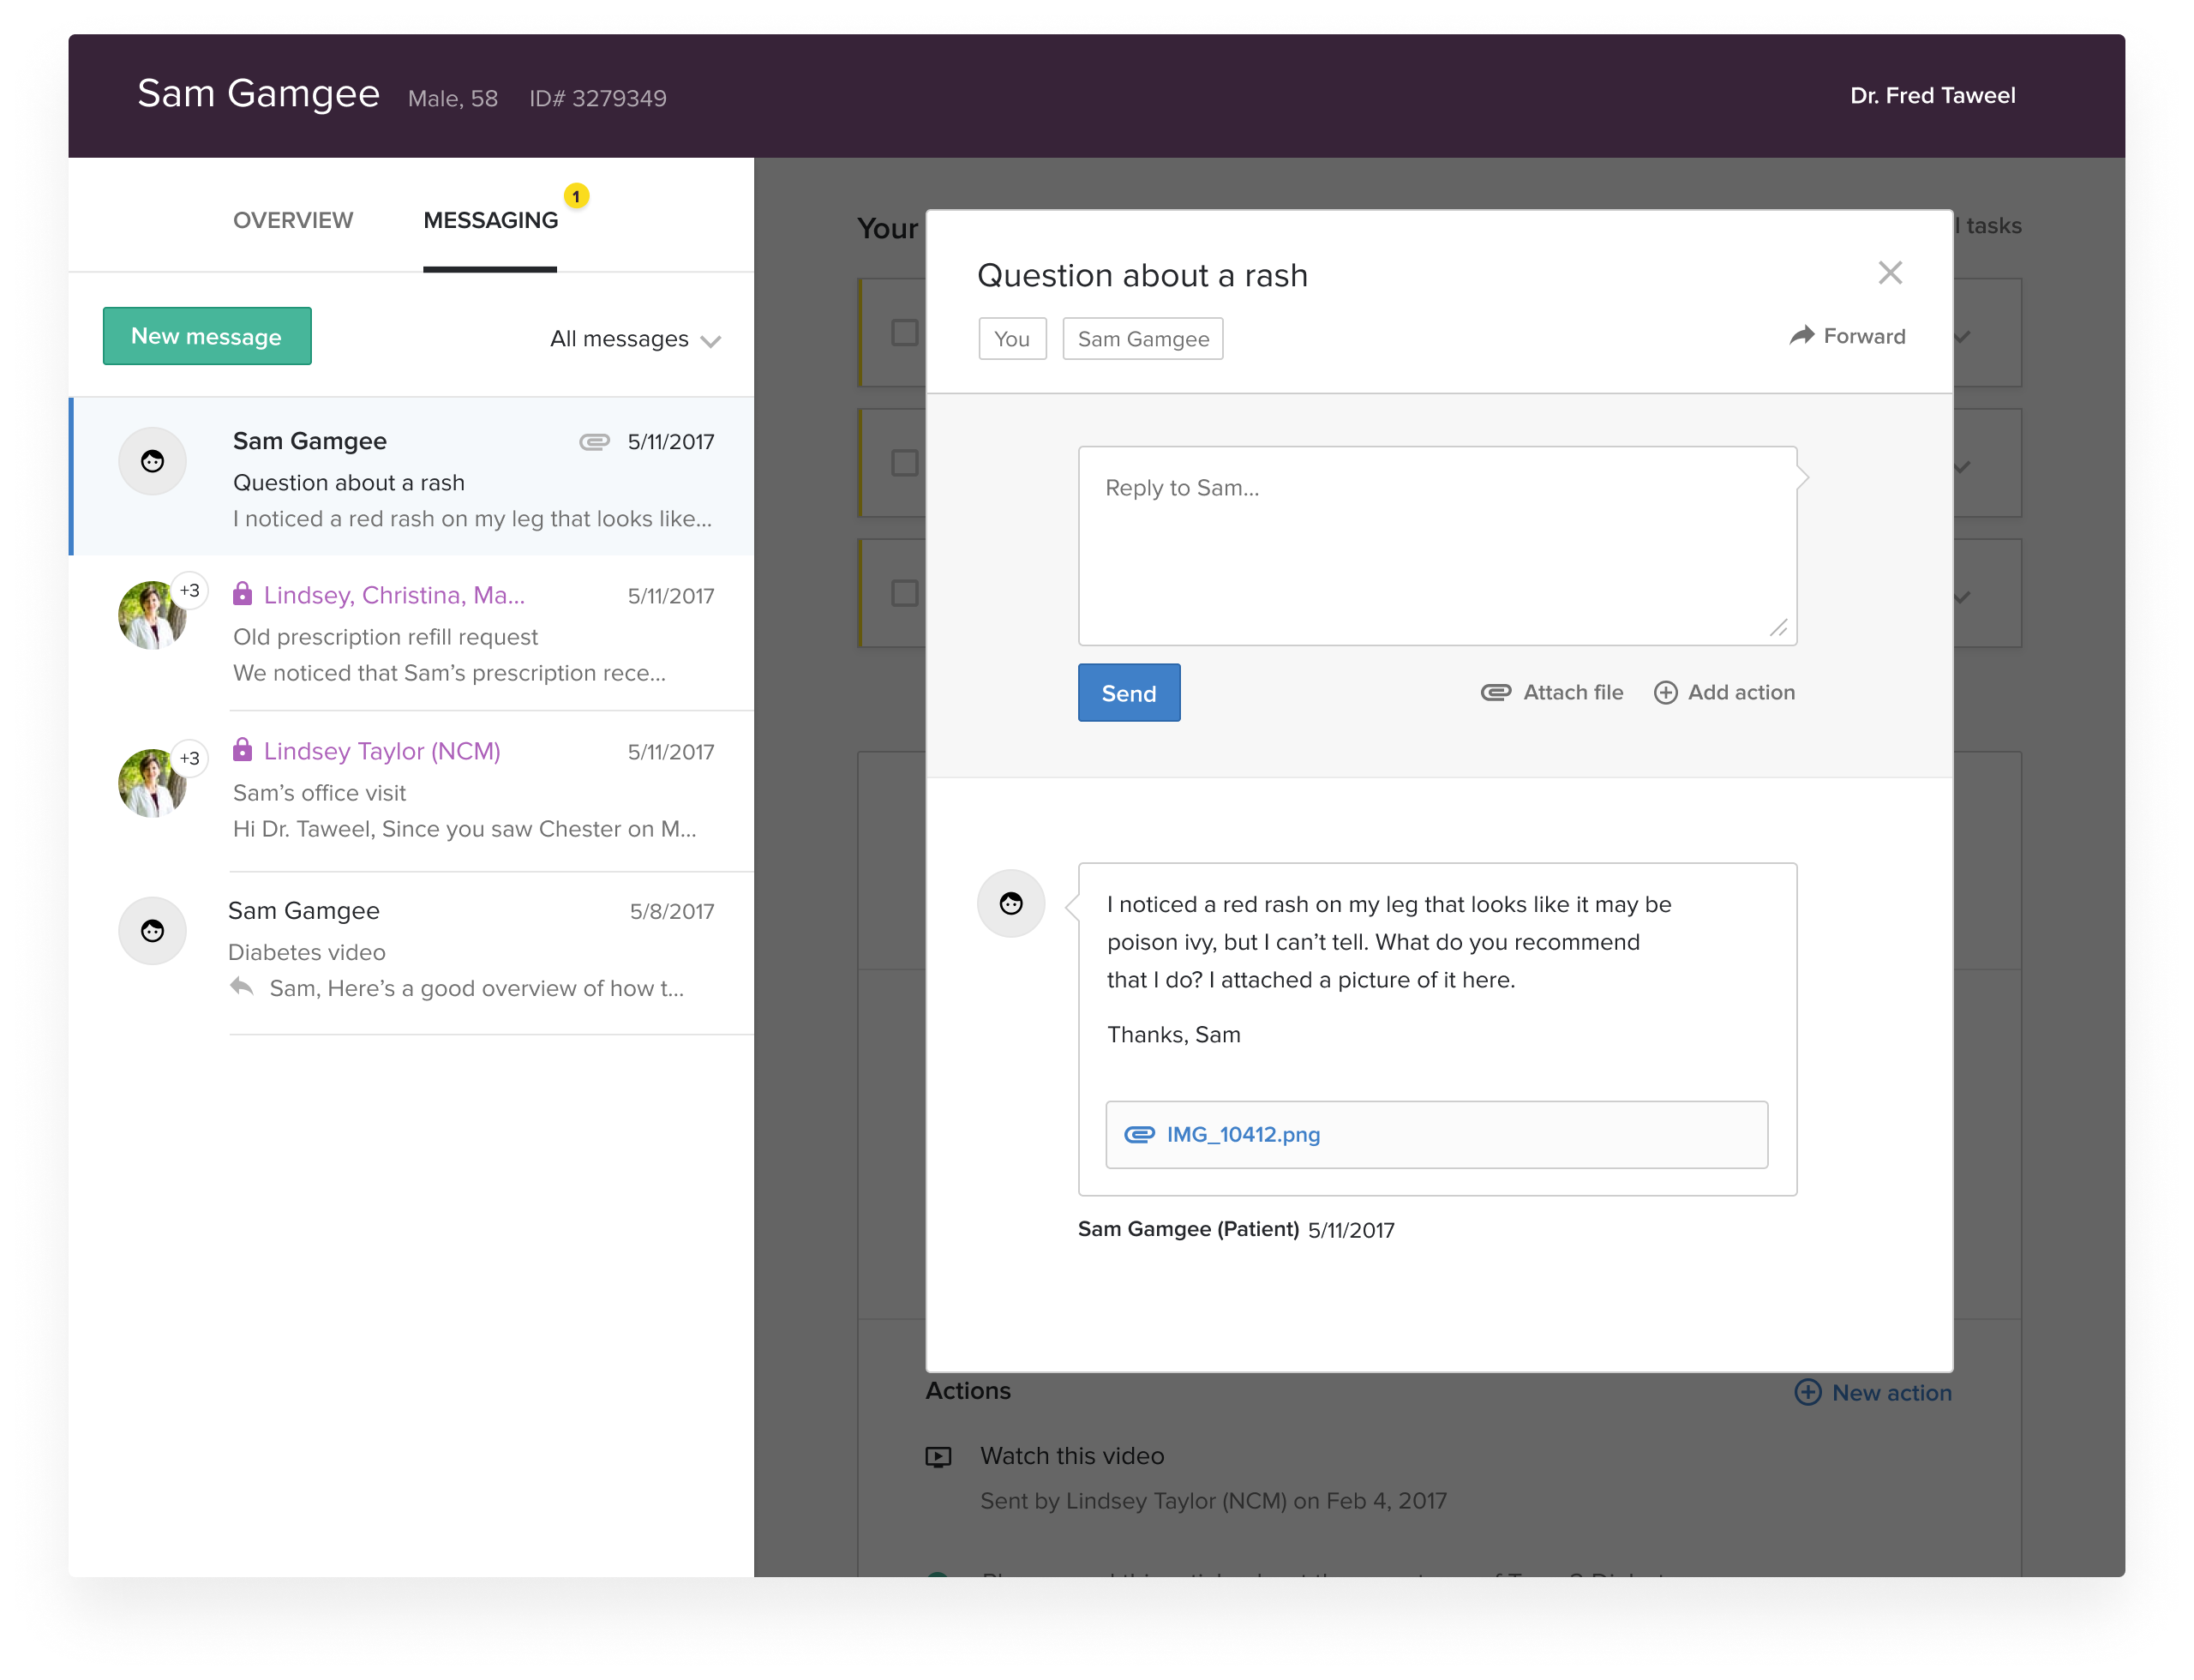 Sam Gamgee Male, 58 ID# 3279349
Dr. Fred Taweel
OVERVIEW
MESSAGING
1
New message
All messages
Sam Gamgee 5/11/2017
Question about a rash
I noticed a red rash on my leg that looks like...
+3
Lindsey, Christina, Ma... 5/11/2017
Old prescription refill request
We noticed that Sam’s prescription rece...
+3
Lindsey Taylor (NCM) 5/11/2017
Sam’s office visit
Hi Dr. Taweel, Since you saw Chester on M...
Sam Gamgee 5/8/2017
Diabetes video
Sam, Here’s a good overview of how t...
Your
tasks
Question about a rash
You
Sam Gamgee
Forward
Reply to Sam...
Send
Attach file
Add action
I noticed a red rash on my leg that looks like it may be
poison ivy, but I can’t tell. What do you recommend
that I do? I attached a picture of it here.
Thanks, Sam
IMG_10412.png
Sam Gamgee (Patient) 5/11/2017
Actions
New action
Watch this video
Sent by Lindsey Taylor (NCM) on Feb 4, 2017